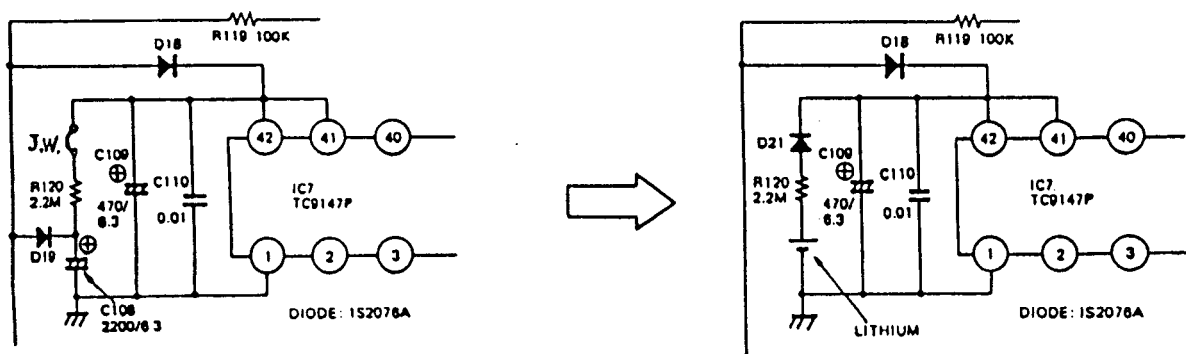 R119 100K
D18
42 41 40
J.W.
C109
C110
R120
2.2M
470/
6.3
0.01
IC7
TC9147P
D19
1 2 3
C108
2200/6 3
DIODE: 1S2076A
R119 100K
D18
42 41 40
D21
C109
C110
R120
2.2M
470/
6.3
0.01
IC7.
TC9147P
1 2 3
LITHIUM
DIODE: 1S2076A